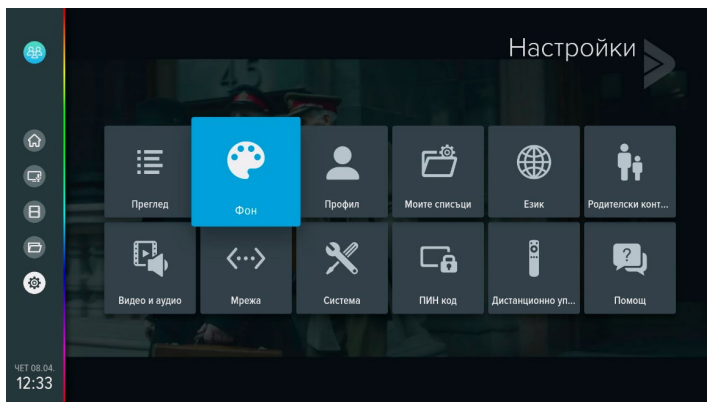 Настройки
Преглед
Фон
Профил
Моите списъци
Език
Родителски конт...
Видео и аудио
Мрежа
Система
ПИН код
Дистанционно уп...
Помощ
ЧЕТ 08.04.
12:33